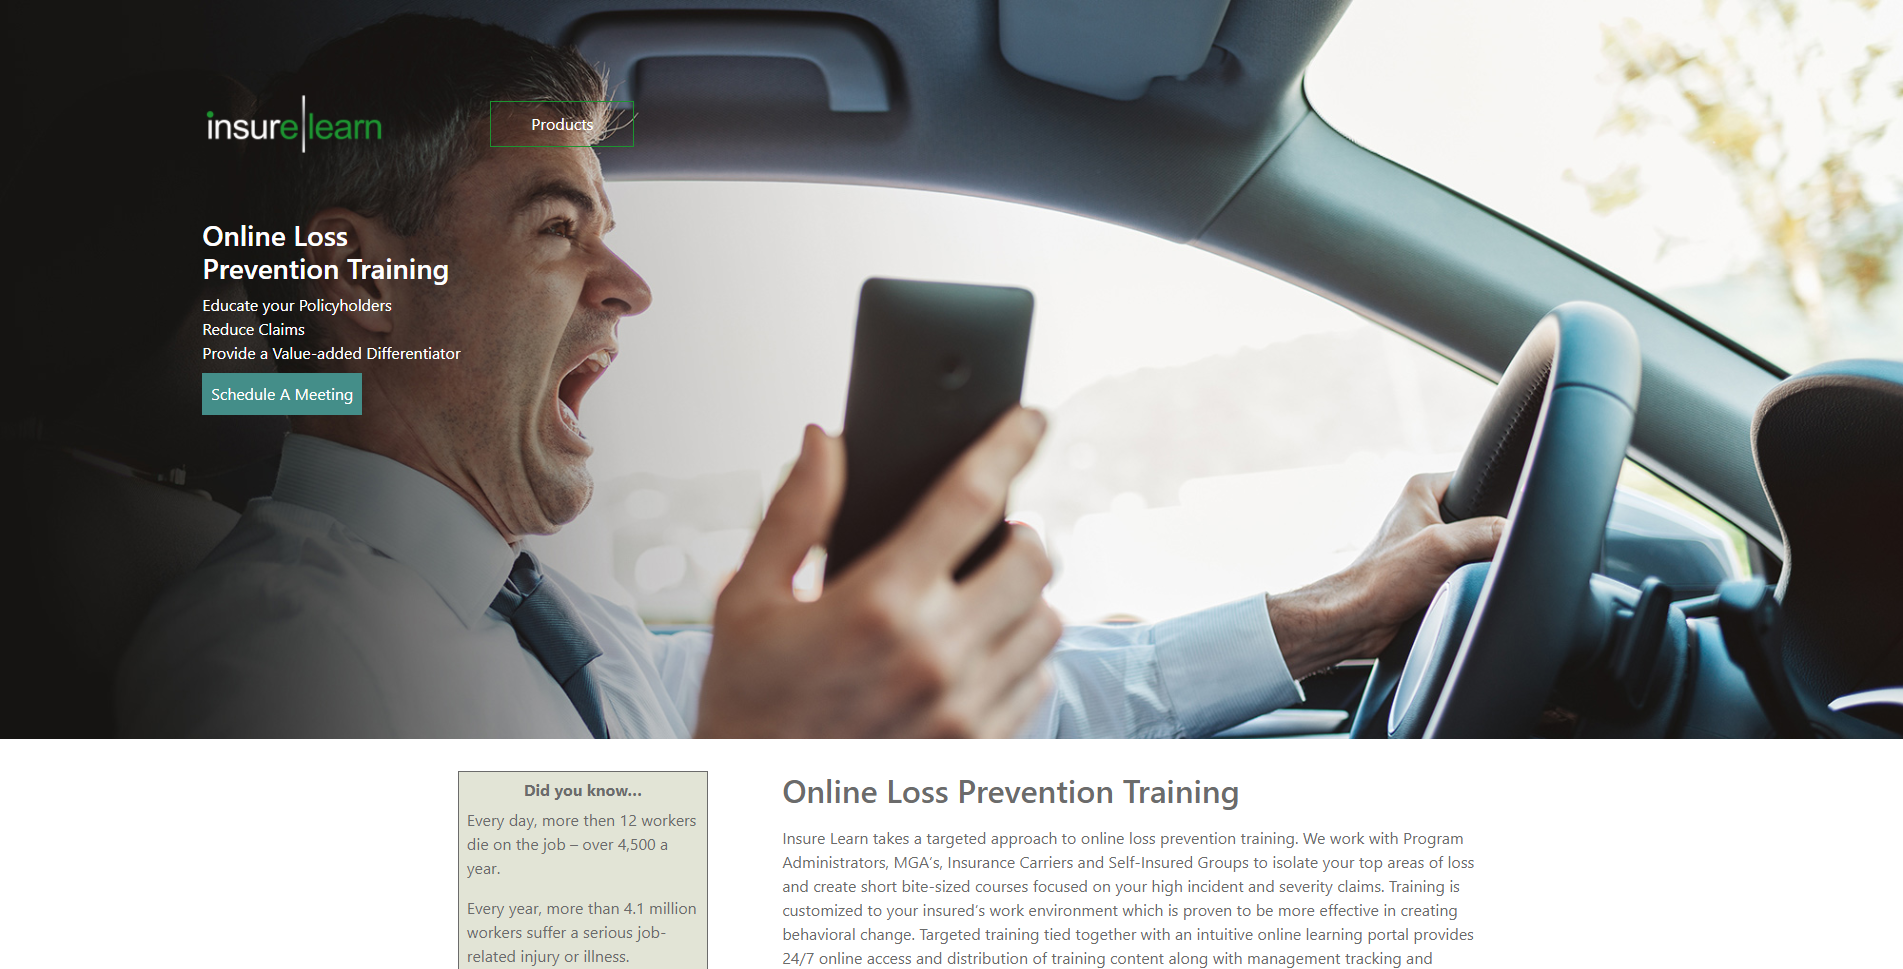 insure|learn
Products
Online Loss
Prevention Training
Educate your Policyholders
Reduce Claims
Provide a Value-added Differentiator
Schedule A Meeting
Did you know...
Every day, more then 12 workers
die on the job – over 4,500 a
year.
Every year, more than 4.1 million
workers suffer a serious job-
related injury or illness.
Online Loss Prevention Training
Insure Learn takes a targeted approach to online loss prevention training. We work with Program
Administrators, MGA’s, Insurance Carriers and Self-Insured Groups to isolate your top areas of loss
and create short bite-sized courses focused on your high incident and severity claims. Training is
customized to your insured’s work environment which is proven to be more effective in creating
behavioral change. Targeted training tied together with an intuitive online learning portal provides
24/7 online access and distribution of training content along with management tracking and